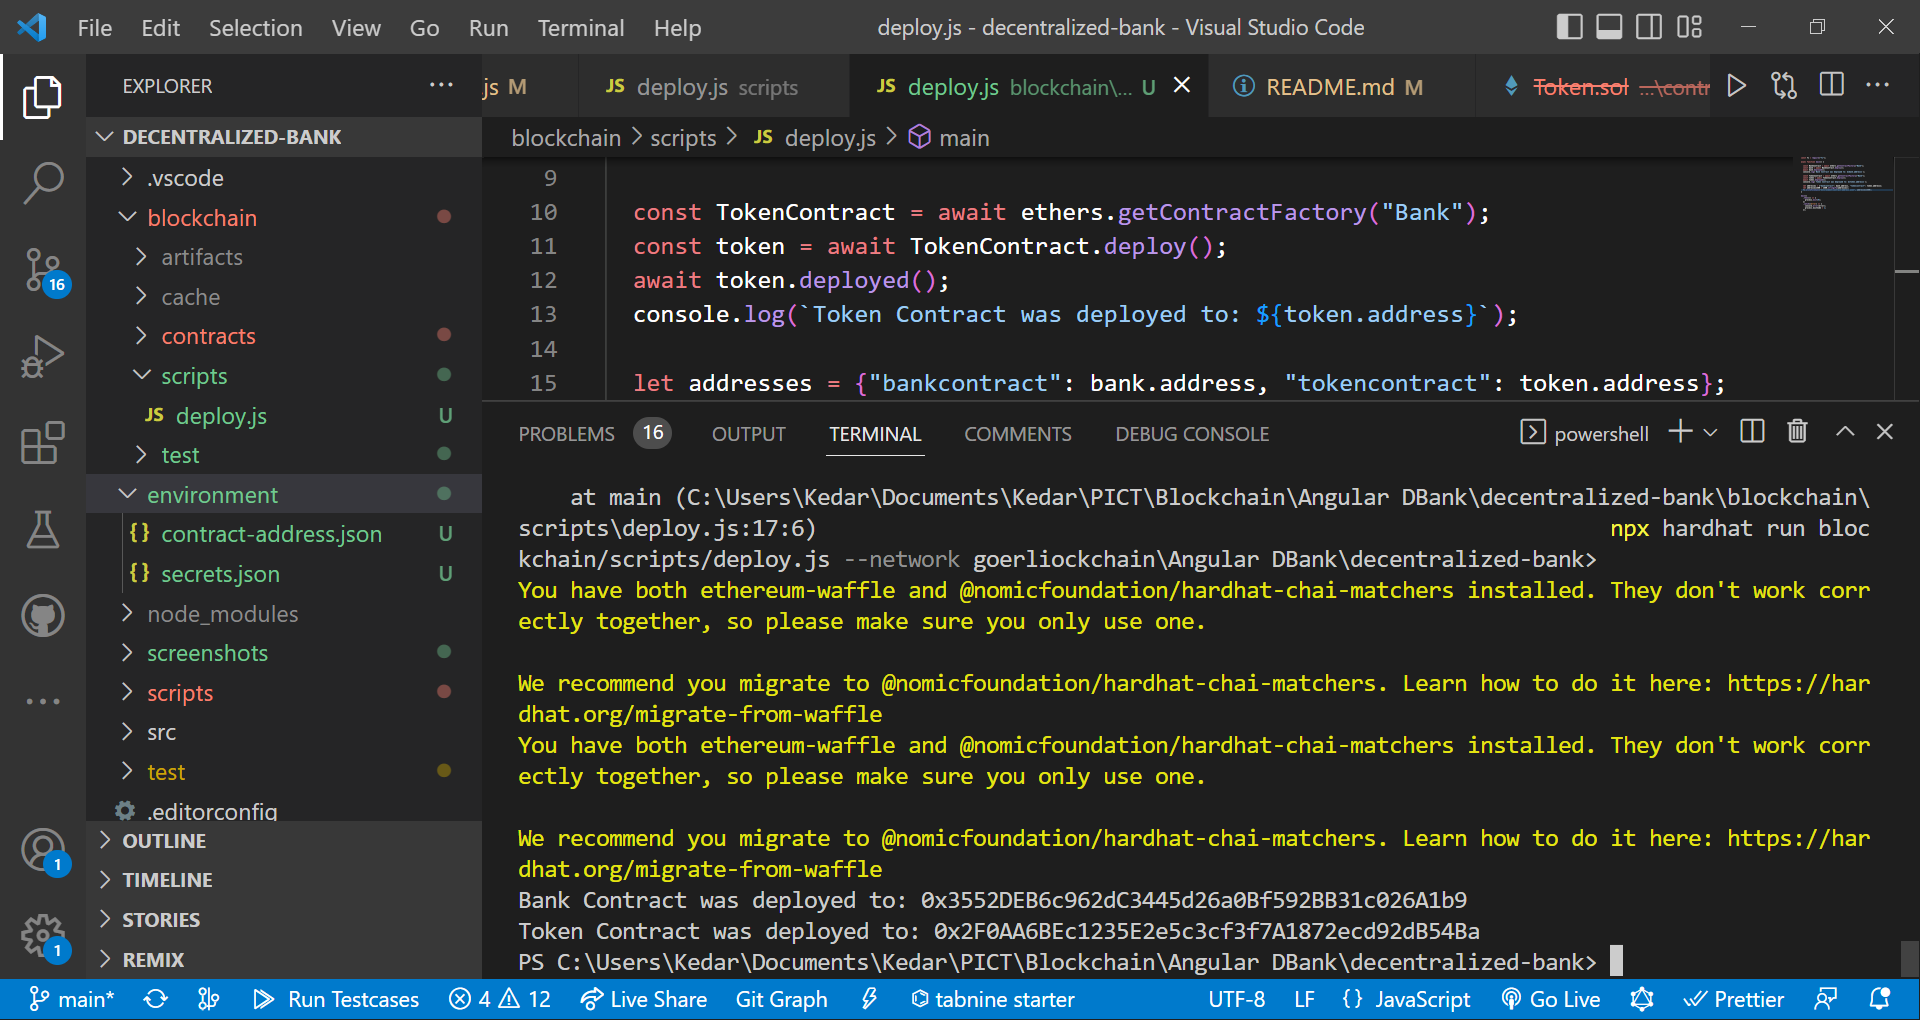 File Edit Selection View Go Run Terminal Help
deploy.js - decentralized-bank - Visual Studio Code
EXPLORER
js M
JS deploy.js scripts
JS deploy.js blockchain\... U
README.md M
Token.sol ...\contr
DECENTRALIZED-BANK
.vscode
blockchain
artifacts
cache
contracts
scripts
JS deploy.js U
test
environment
{} contract-address.json U
{} secrets.json U
node_modules
screenshots
scripts
src
test
.editorconfig
OUTLINE
TIMELINE
STORIES
REMIX
16
1
1
blockchain > scripts > JS deploy.js > main
9
10 const TokenContract = await ethers.getContractFactory("Bank");
11 const token = await TokenContract.deploy();
12 await token.deployed();
13 console.log(`Token Contract was deployed to: ${token.address}`);
14
15 let addresses = {"bankcontract": bank.address, "tokencontract": token.address};
PROBLEMS 16 OUTPUT TERMINAL COMMENTS DEBUG CONSOLE
powershell
at main (C:\Users\Kedar\Documents\Kedar\PICT\Blockchain\Angular DBank\decentralized-bank\blockchain\
scripts\deploy.js:17:6) npx hardhat run bloc
kchain/scripts/deploy.js --network goerliockchain\Angular DBank\decentralized-bank>
You have both ethereum-waffle and @nomicfoundation/hardhat-chai-matchers installed. They don't work corr
ectly together, so please make sure you only use one.
We recommend you migrate to @nomicfoundation/hardhat-chai-matchers. Learn how to do it here: https://har
dhat.org/migrate-from-waffle
You have both ethereum-waffle and @nomicfoundation/hardhat-chai-matchers installed. They don't work corr
ectly together, so please make sure you only use one.
We recommend you migrate to @nomicfoundation/hardhat-chai-matchers. Learn how to do it here: https://har
dhat.org/migrate-from-waffle
Bank Contract was deployed to: 0x3552DEB6c962dC3445d26a0Bf592BB31c026A1b9
Token Contract was deployed to: 0x2F0AA6BEc1235E2e5c3cf3f7A1872ecd92dB54Ba
PS C:\Users\Kedar\Documents\Kedar\PICT\Blockchain\Angular DBank\decentralized-bank>
main* Run Testcases 4 12 Live Share Git Graph tabnine starter UTF-8 LF {} JavaScript Go Live Prettier